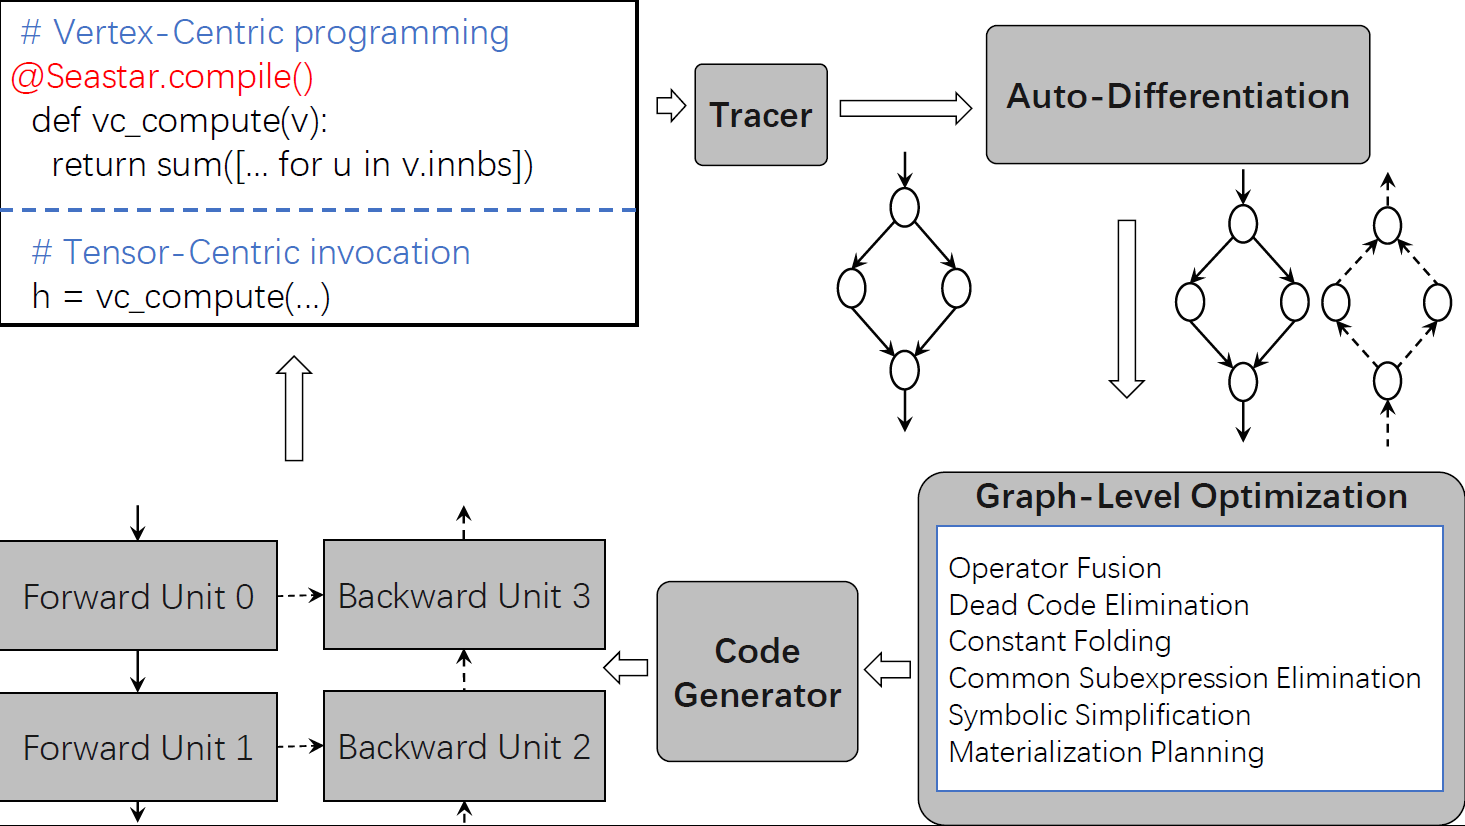 # Vertex-Centric programming
@Seastar.compile()
def vc_compute(v):
return sum([... for u in v.innbs])
# Tensor-Centric invocation
h = vc_compute(...)
Tracer
Auto-Differentiation
Graph-Level Optimization
Operator Fusion
Dead Code Elimination
Constant Folding
Common Subexpression Elimination
Symbolic Simplification
Materialization Planning
Code
Generator
Forward Unit 0
Backward Unit 3
Forward Unit 1
Backward Unit 2